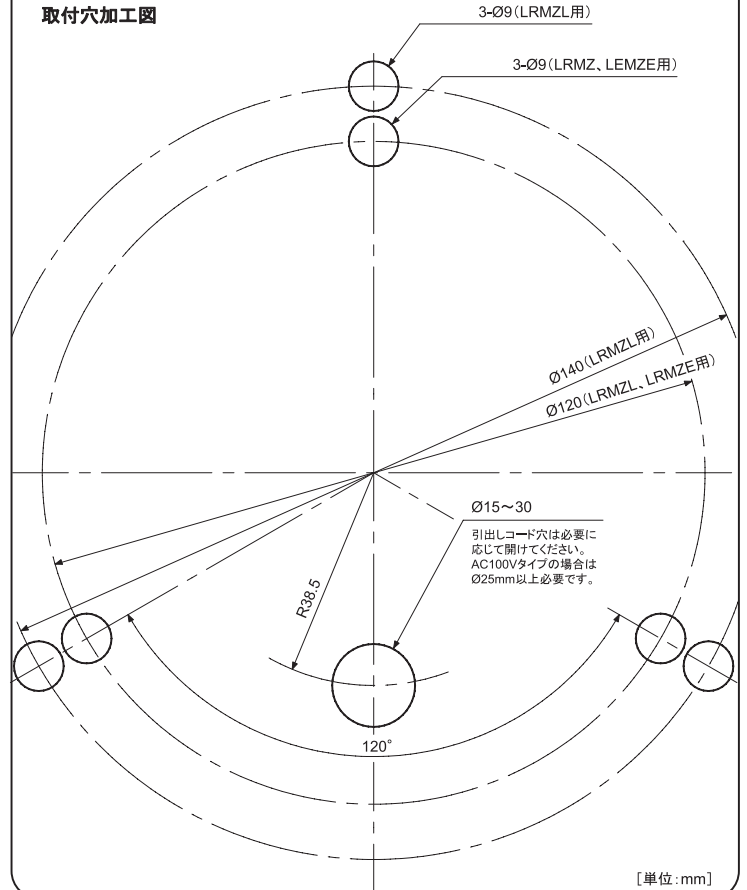 取付穴加工図
3-Ø9(LRMZL用)
3-Ø9(LRMZ、LEMZE用)
Ø140(LRMZL用)
Ø120(LRMZL、LRMZE用)
Ø15～30
引出しコード穴は必要に
応じて開けてください。
AC100Vタイプの場合は
Ø25mm以上必要です。
R38.5
120°
[単位:mm]